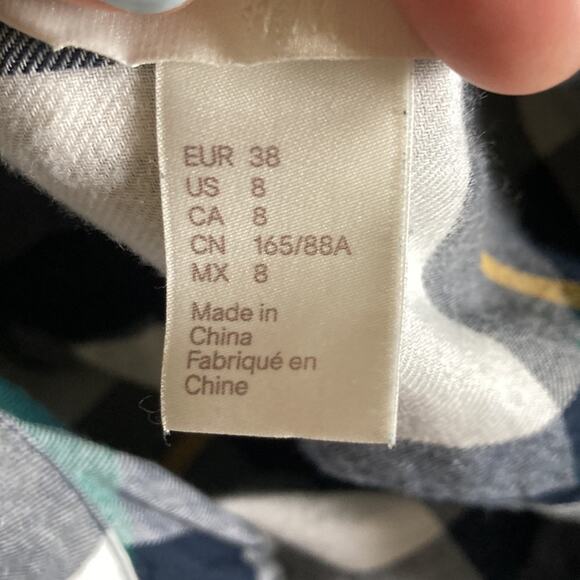 EUR 38
US 8
CA 8
CN 165/88A
MX 8
Made in
China
Fabriqué en
Chine